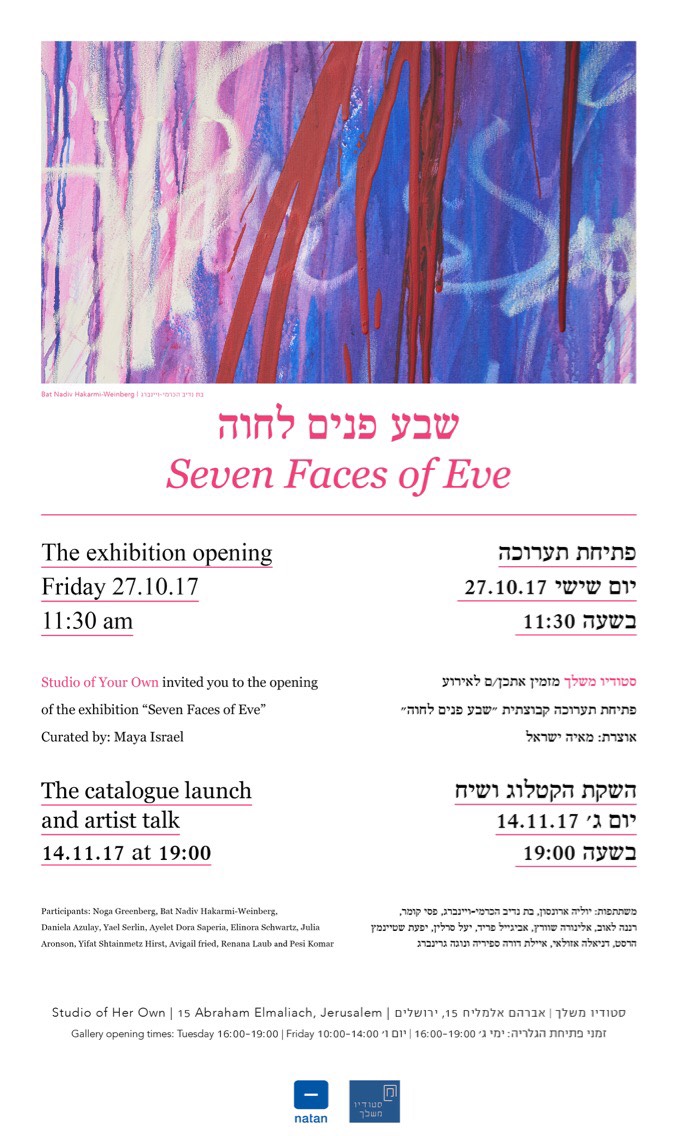 Bat Nadiv Hakarmi-Weinberg | בת נדיב הכרמי-ויינברג
שבע פנים לחוה
Seven Faces of Eve
The exhibition opening
Friday 27.10.17
11:30 am
פתיחת תערוכה
יום שישי 27.10.17
בשעה 11:30
Studio of Your Own invited you to the opening
of the exhibition “Seven Faces of Eve”
Curated by: Maya Israel
סטודיו משלך מזמין אתכן/ם לאירוע
פתיחת תערוכה קבוצתית ״שבע פנים לחוה״
אוצרת: מאיה ישראל
The catalogue launch
and artist talk
14.11.17 at 19:00
השקת הקטלוג ושיח
יום ג׳ 14.11.17
בשעה 19:00
Participants: Noga Greenberg, Bat Nadiv Hakarmi-Weinberg,
Daniela Azulay, Yael Serlin, Ayelet Dora Saperia, Elinora Schwartz, Julia
Aronson, Yifat Shtainmetz Hirst, Avigail fried, Renana Laub and Pesi Komar
משתתפות: יוליה ארונסון, בת נדיב הכרמי-ויינברג, פסי קומר,
רננה לאוב, אלינורה שוורץ, אביגייל פריד, יעל סרלין, יפעת שטיינמץ
הרסט, דניאלה אזולאי, איילת דורה ספיריה ונוגה גרינברג
Studio of Her Own | 15 Abraham Elmaliach, Jerusalem | סטודיו משלך | אברהם אלמליח 15, ירושלים
Gallery opening times: Tuesday 16:00-19:00 | Friday 10:00-14:00 זמני פתיחת הגלריה: ימי ג׳ 16:00-19:00 | יום ו׳
natan
סטודיו
משלך